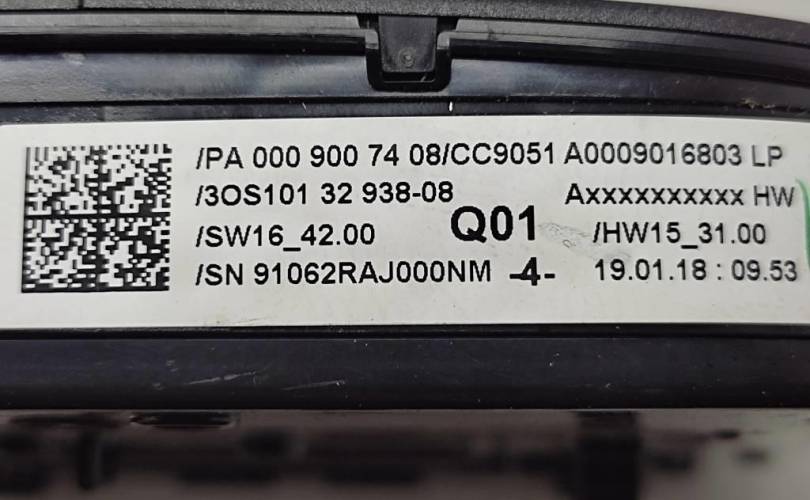 /PA 000 900 74 08/CC9051 A0009016803 LP
/3OS101 32 938-08 Axxxxxxxxxx HW
/SW16_42.00 Q01 /HW15_31.00
/SN 91062RAJ000NM -4- 19.01.18 : 09.53